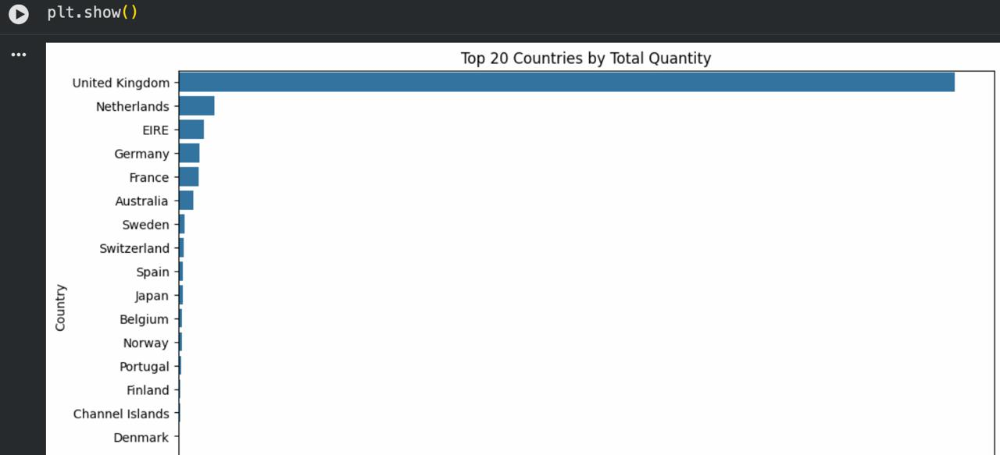 plt.show()
Top 20 Countries by Total Quantity
United Kingdom
Netherlands
EIRE
Germany
France
Australia
Sweden
Switzerland
Spain
Japan
Country
Belgium
Norway
Portugal
Finland
Channel Islands
Denmark